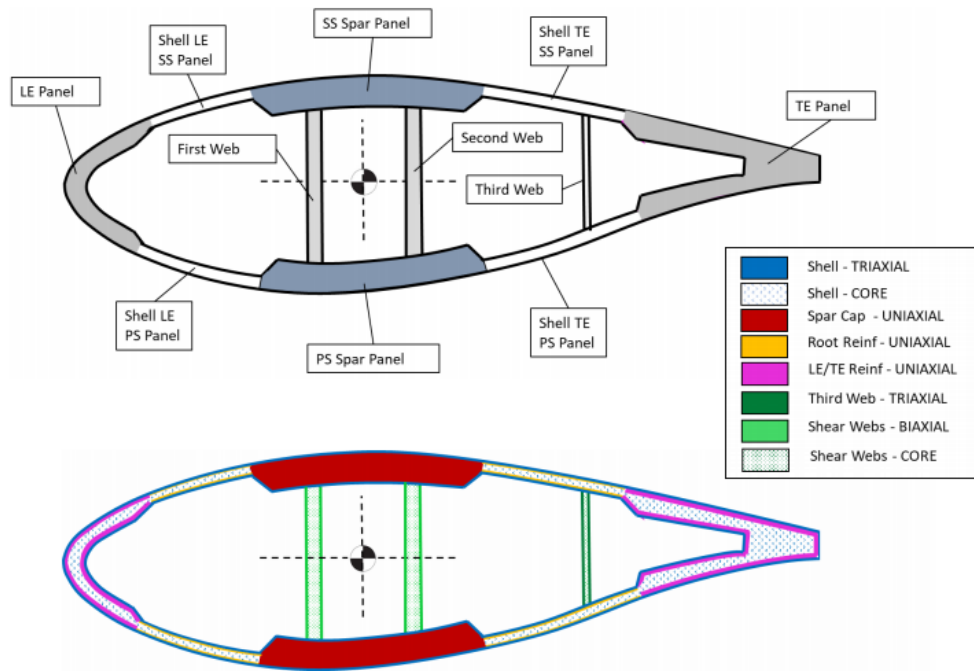 SS Spar Panel
Shell LE
SS Panel
Shell TE
SS Panel
LE Panel
TE Panel
First Web
Second Web
Third Web
Shell LE
PS Panel
PS Spar Panel
Shell TE
PS Panel
Shell - TRIAXIAL
Shell - CORE
Spar Cap - UNIAXIAL
Root Reinf - UNIAXIAL
LE/TE Reinf - UNIAXIAL
Third Web - TRIAXIAL
Shear Webs - BIAXIAL
Shear Webs - CORE